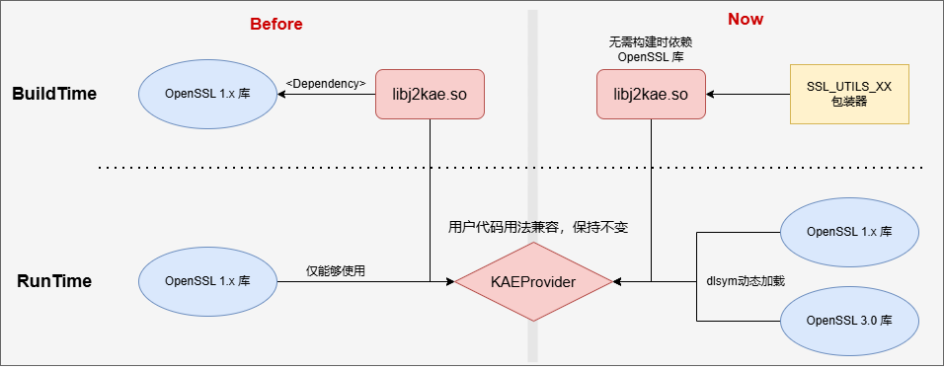 Before
Now
BuildTime
OpenSSL 1.x 库
<Dependency>
libj2kae.so
无需构建时依赖
OpenSSL 库
libj2kae.so
SSL_UTILS_XX
包装器
用户代码用法兼容，保持不变
RunTime
OpenSSL 1.x 库
仅能够使用
KAEProvider
dlsym动态加载
OpenSSL 1.x 库
OpenSSL 3.0 库